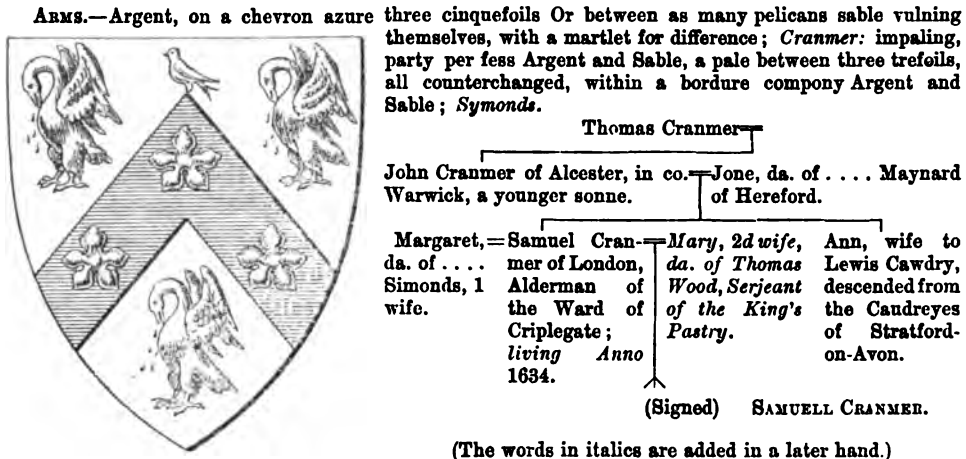 ARMS.—Argent, on a chevron azure three cinquefoils Or between as many pelicans sable vulning
themselves, with a martlet for difference; Cranmer: impaling,
party per fess Argent and Sable, a pale between three trefoils,
all counterchanged, within a bordure compony Argent and
Sable; Symonds.
Thomas Cranmer=
John Cranmer of Alcester, in co.=Jone, da. of .... Maynard
Warwick, a younger sonne. of Hereford.
Margaret,=Samuel Cran-=Mary, 2d wife, Ann, wife to
da. of .... mer of London, da. of Thomas Lewis Cawdry,
Simonds, 1 Alderman of Wood, Serjeant descended from
wife. the Ward of of the King's the Caudreyes
Criplegate; Pastry. of Stratford-
living Anno on-Avon.
1634.
(Signed) SAMUELL CRANMER.
(The words in italics are added in a later hand.)